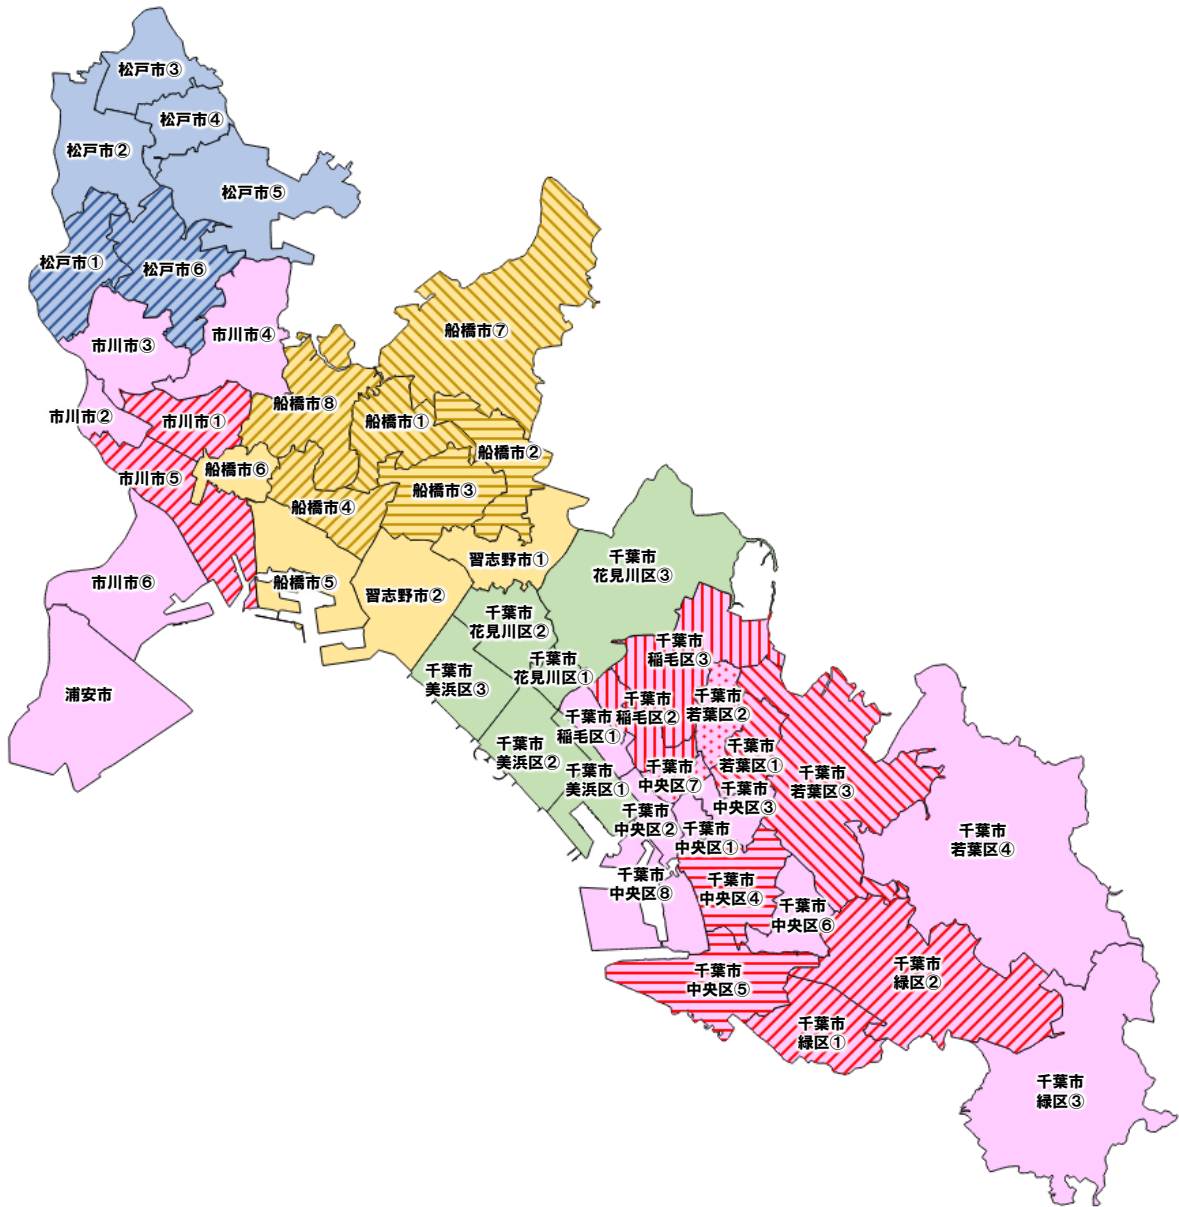 松戸市③
松戸市④
松戸市②
松戸市⑤
松戸市①
松戸市⑥
市川市④
市川市③
船橋市⑦
船橋市⑧
市川市②
市川市①
船橋市①
船橋市②
船橋市⑥
市川市⑤
船橋市③
船橋市④
習志野市①
千葉市
花見川区③
市川市⑥
船橋市⑤
習志野市②
千葉市
花見川区②
千葉市
稲毛区③
千葉市
花見川区①
千葉市
美浜区③
浦安市
千葉市
稲毛区②
千葉市
若葉区②
千葉市
稲毛区①
千葉市
美浜区②
千葉市
若葉区①
千葉市
中央区⑦
千葉市
美浜区①
千葉市
若葉区③
千葉市
中央区③
千葉市
中央区②
千葉市
中央区①
千葉市
若葉区④
千葉市
中央区⑧
千葉市
中央区④
千葉市
中央区⑥
千葉市
中央区⑤
千葉市
緑区②
千葉市
緑区①
千葉市
緑区③